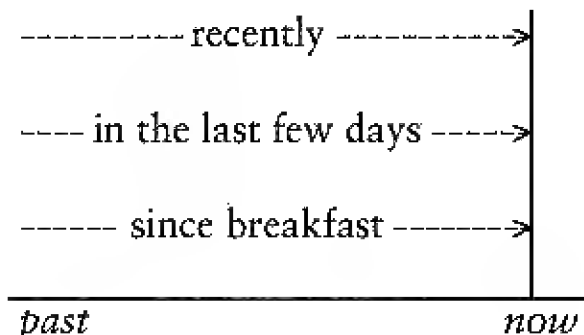 recently
in the last few days
since breakfast
past now